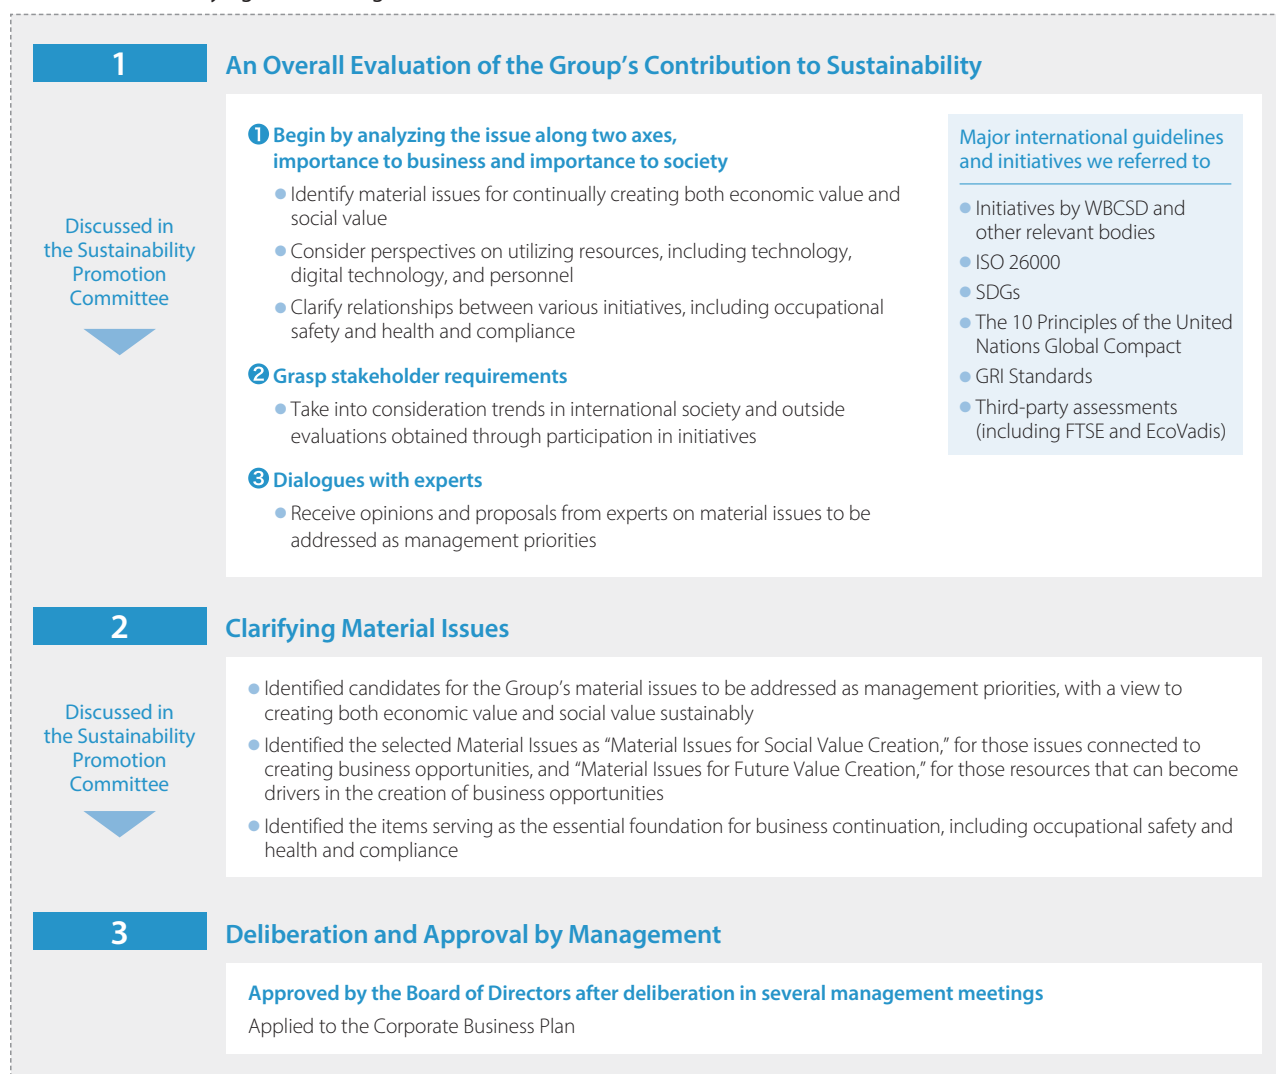 1
An Overall Evaluation of the Group's Contribution to Sustainability
Discussed in
the Sustainability
Promotion
Committee
❶ Begin by analyzing the issue along two axes,
importance to business and importance to society
● Identify material issues for continually creating both economic value and
social value
● Consider perspectives on utilizing resources, including technology,
digital technology, and personnel
● Clarify relationships between various initiatives, including occupational
safety and health and compliance
❷ Grasp stakeholder requirements
● Take into consideration trends in international society and outside
evaluations obtained through participation in initiatives
❸ Dialogues with experts
● Receive opinions and proposals from experts on material issues to be
addressed as management priorities
Major international guidelines
and initiatives we referred to
● Initiatives by WBCSD and
other relevant bodies
● ISO 26000
● SDGs
● The 10 Principles of the United
Nations Global Compact
● GRI Standards
● Third-party assessments
(including FTSE and EcoVadis)
2
Clarifying Material Issues
Discussed in
the Sustainability
Promotion
Committee
● Identified candidates for the Group's material issues to be addressed as management priorities, with a view to
creating both economic value and social value sustainably
● Identified the selected Material Issues as “Material Issues for Social Value Creation,” for those issues connected to
creating business opportunities, and “Material Issues for Future Value Creation,” for those resources that can become
drivers in the creation of business opportunities
● Identified the items serving as the essential foundation for business continuation, including occupational safety and
health and compliance
3
Deliberation and Approval by Management
Approved by the Board of Directors after deliberation in several management meetings
Applied to the Corporate Business Plan